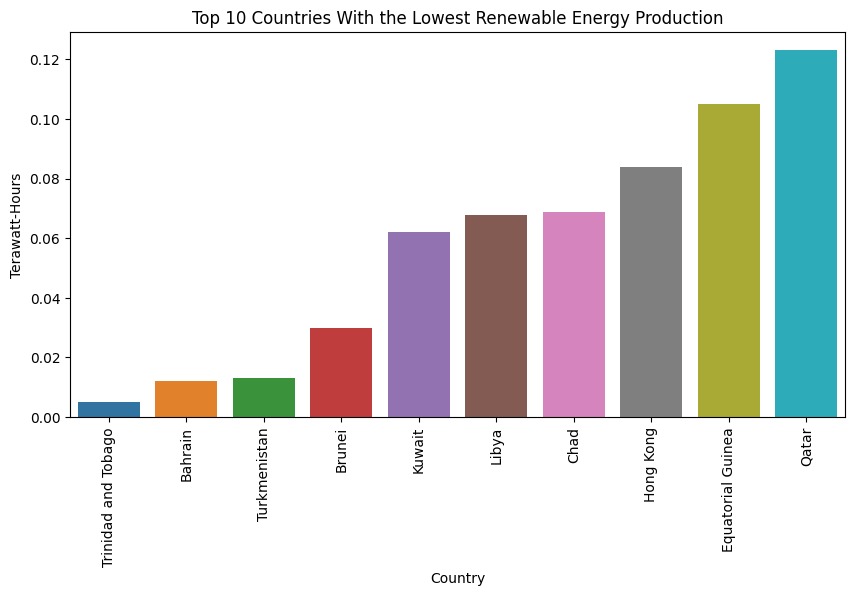 Top 10 Countries With the Lowest Renewable Energy Production
Terawatt-Hours
0.12
0.10
0.08
0.06
0.04
0.02
0.00
Trinidad and Tobago
Bahrain
Turkmenistan
Brunei
Kuwait
Libya
Chad
Hong Kong
Equatorial Guinea
Qatar
Country